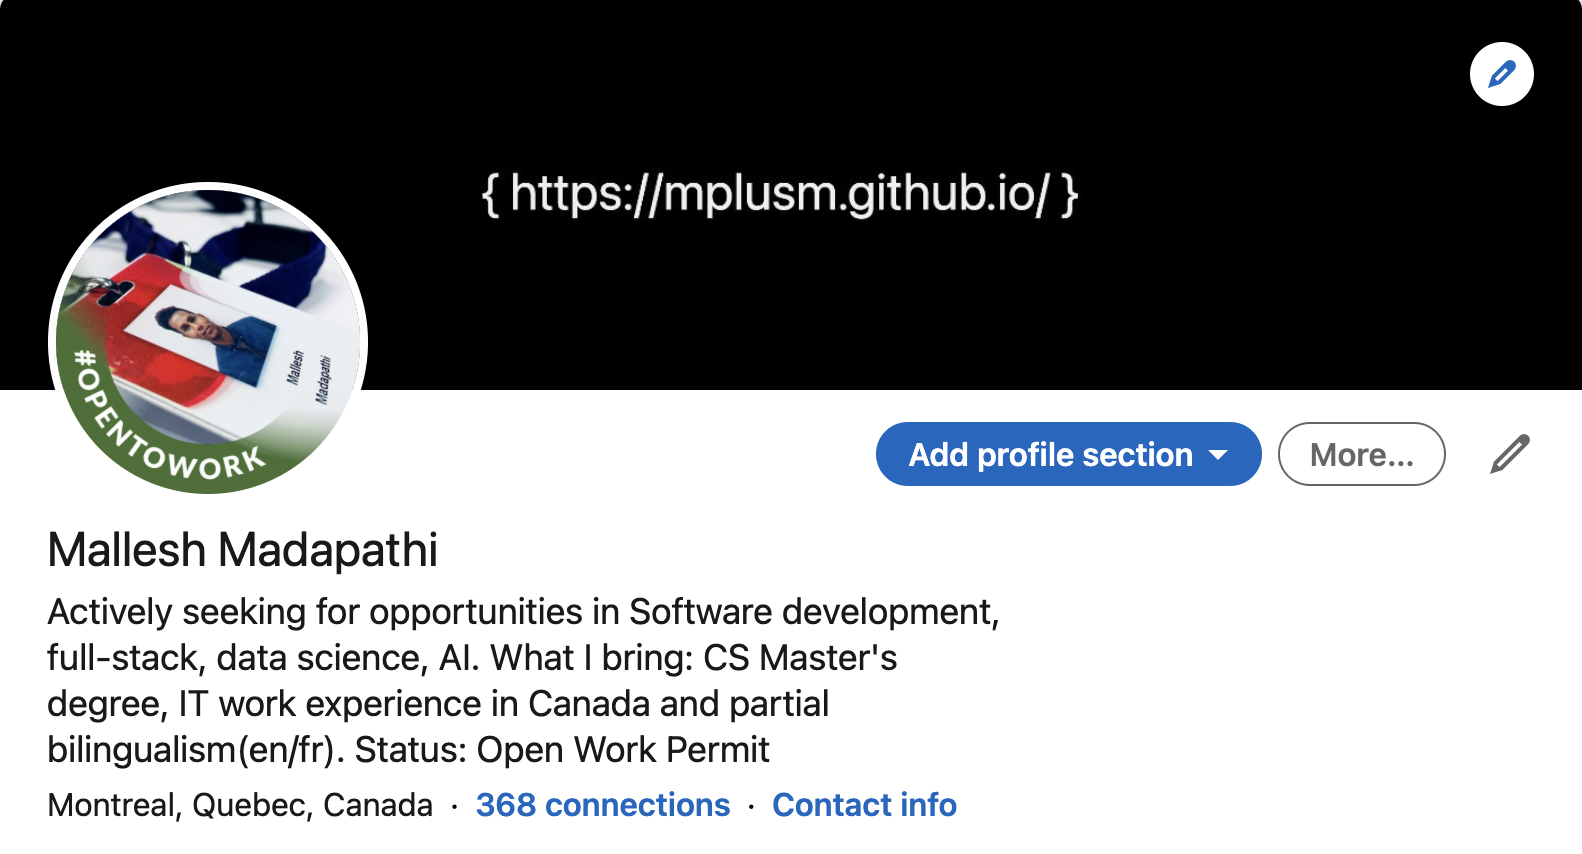 { https://mplusm.github.io/ }
Mallesh
Madapathi
#OPENTOWORK
Add profile section
More...
Mallesh Madapathi
Actively seeking for opportunities in Software development,
full-stack, data science, AI. What I bring: CS Master's
degree, IT work experience in Canada and partial
bilingualism(en/fr). Status: Open Work Permit
Montreal, Quebec, Canada · 368 connections · Contact info